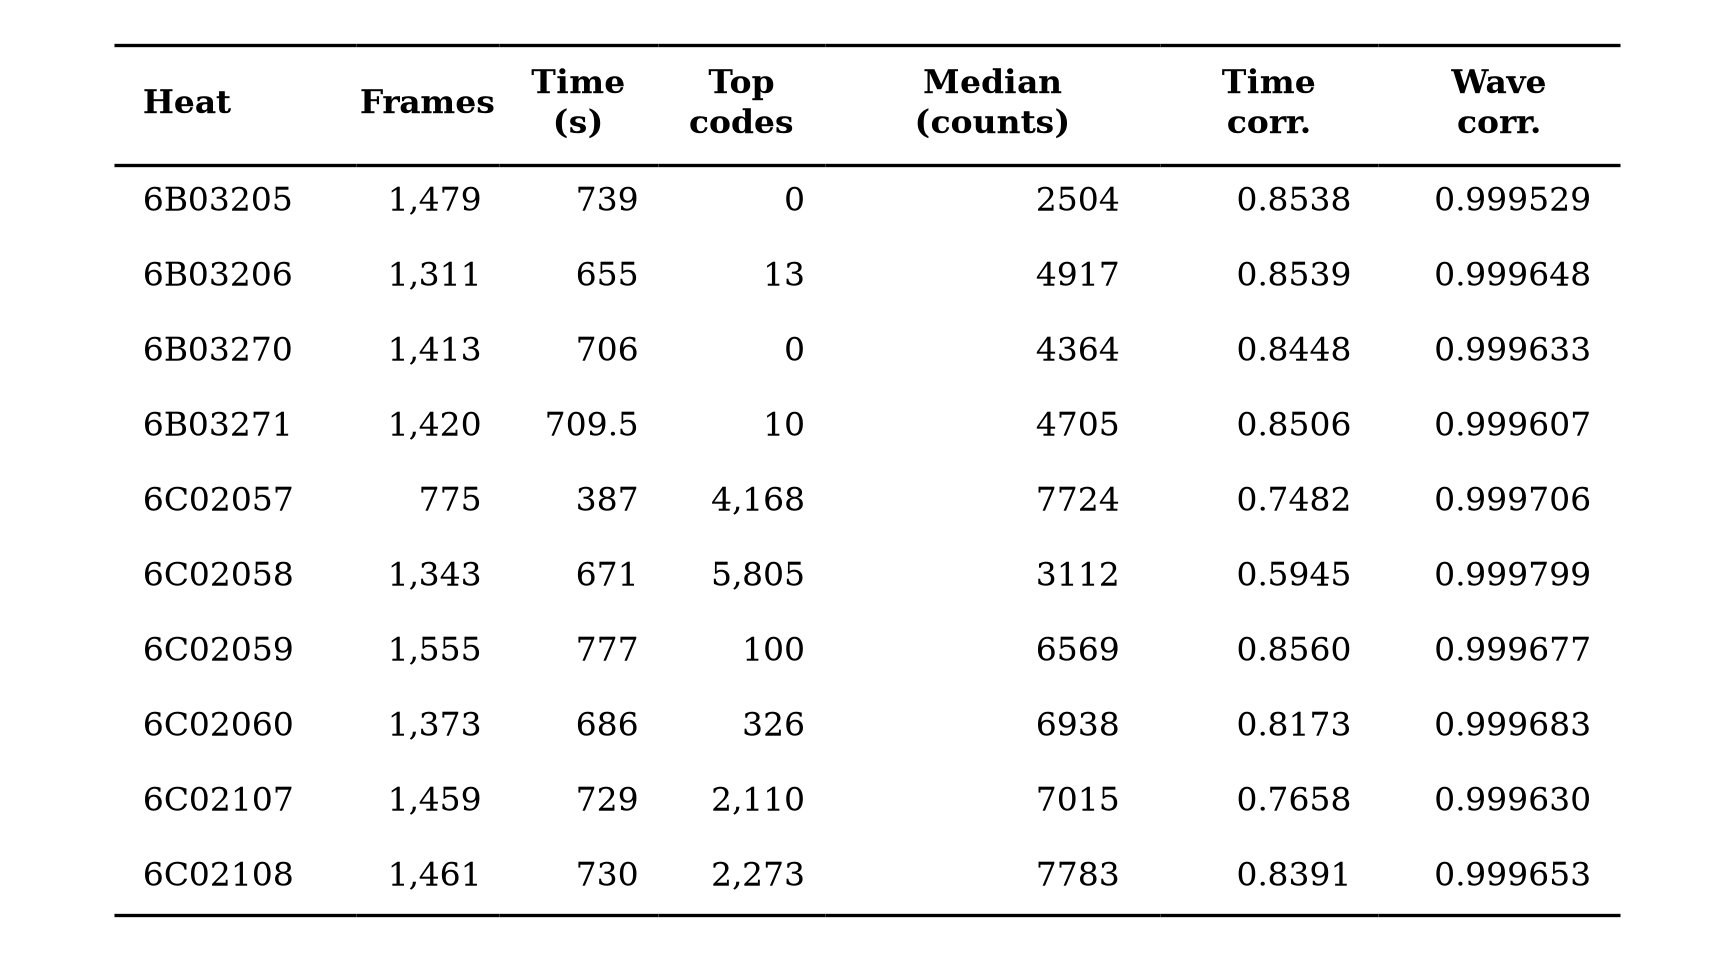 Heat Frames Time (s) Top codes Median (counts) Time corr. Wave corr.
6B03205 1,479 739 0 2504 0.8538 0.999529
6B03206 1,311 655 13 4917 0.8539 0.999648
6B03270 1,413 706 0 4364 0.8448 0.999633
6B03271 1,420 709.5 10 4705 0.8506 0.999607
6C02057 775 387 4,168 7724 0.7482 0.999706
6C02058 1,343 671 5,805 3112 0.5945 0.999799
6C02059 1,555 777 100 6569 0.8560 0.999677
6C02060 1,373 686 326 6938 0.8173 0.999683
6C02107 1,459 729 2,110 7015 0.7658 0.999630
6C02108 1,461 730 2,273 7783 0.8391 0.999653